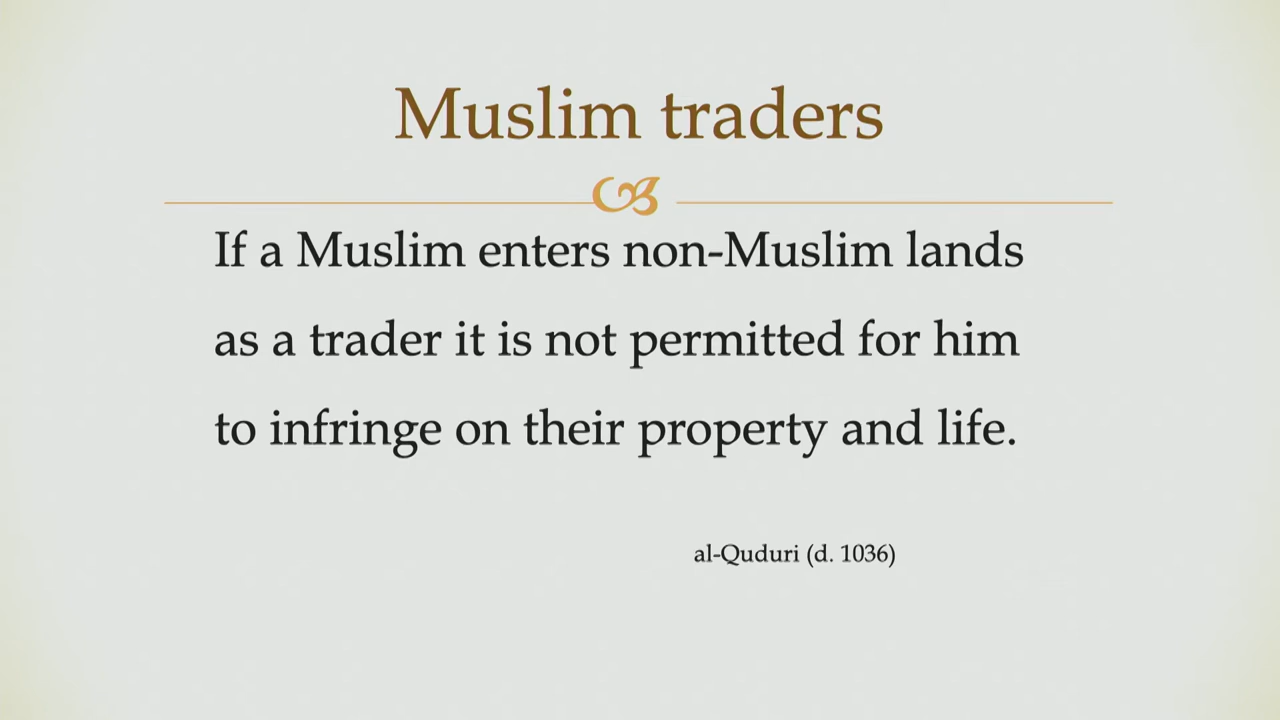 Muslim traders
If a Muslim enters non-Muslim lands
as a trader it is not permitted for him
to infringe on their property and life.
al-Quduri (d. 1036)